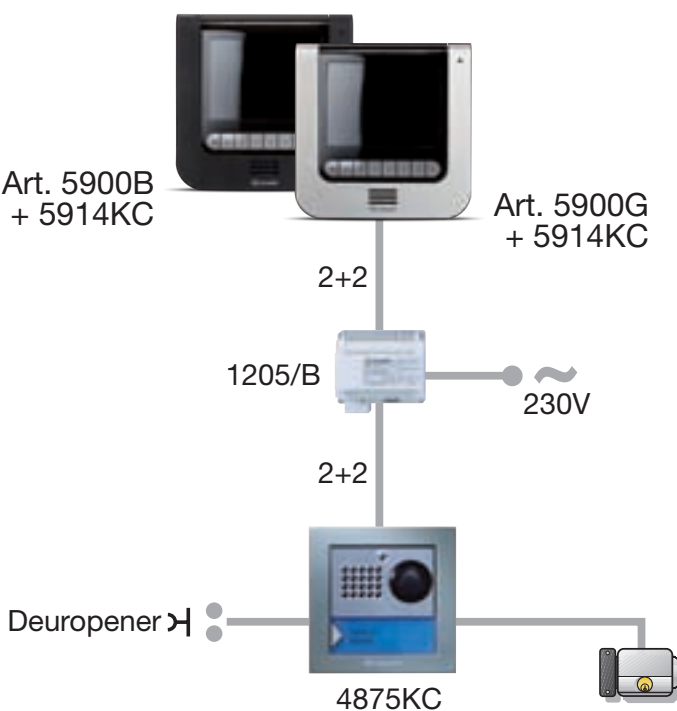 Art. 5900B
+ 5914KC
Art. 5900G
+ 5914KC
2+2
1205/B
230V
2+2
Deuropener
4875KC